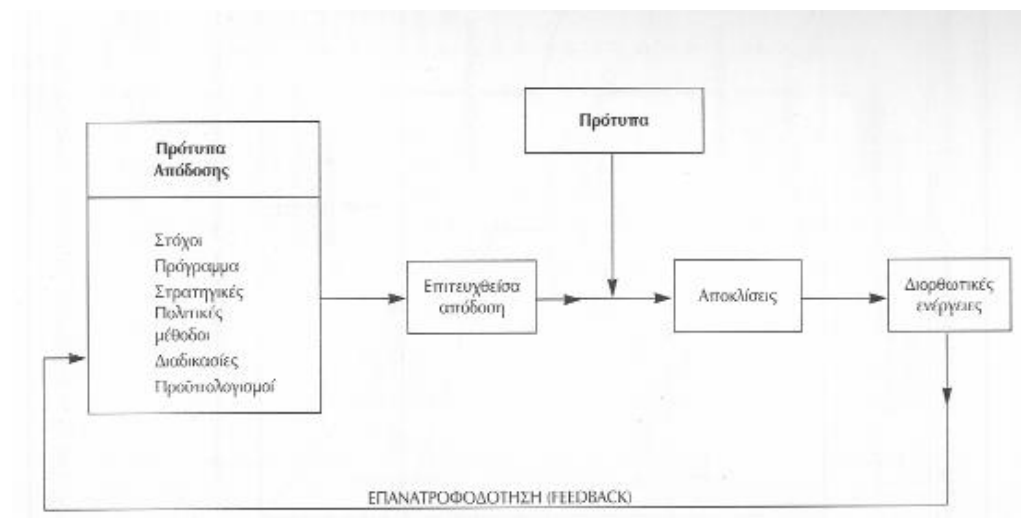 Πρότυπα
Απόδοσης
Στόχοι
Πρόγραμμα
Στρατηγικές
Πολιτικές
μέθοδοι
Διαδικασίες
Προϋπολογισμοί
Επιτευχθείσα
απόδοση
Πρότυπα
Αποκλίσεις
Διορθωτικές
ενέργειες
ΕΠΑΝΑΤΡΟΦΟΔΟΤΗΣΗ (FEEDBACK)